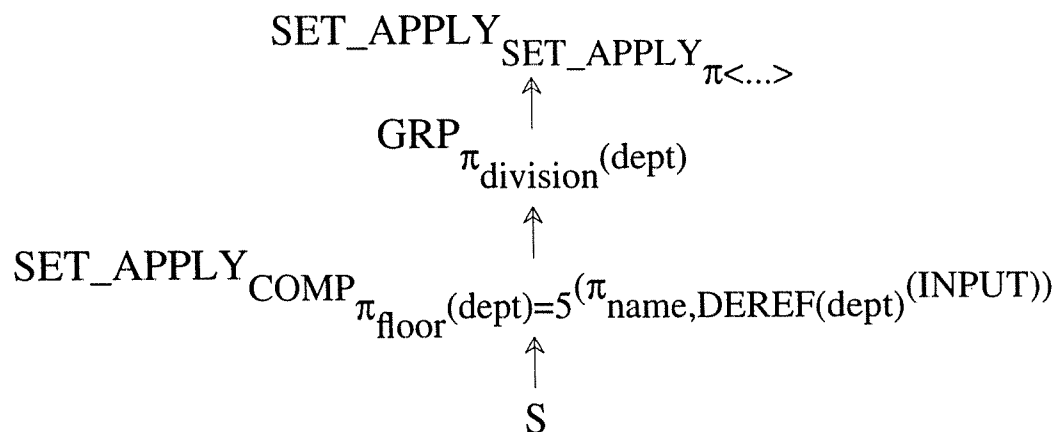 SET_APPLY SET_APPLY π<...>
GRP π division (dept)
SET_APPLY COMP π floor (dept)=5 (π name,DEREF(dept) (INPUT))
S